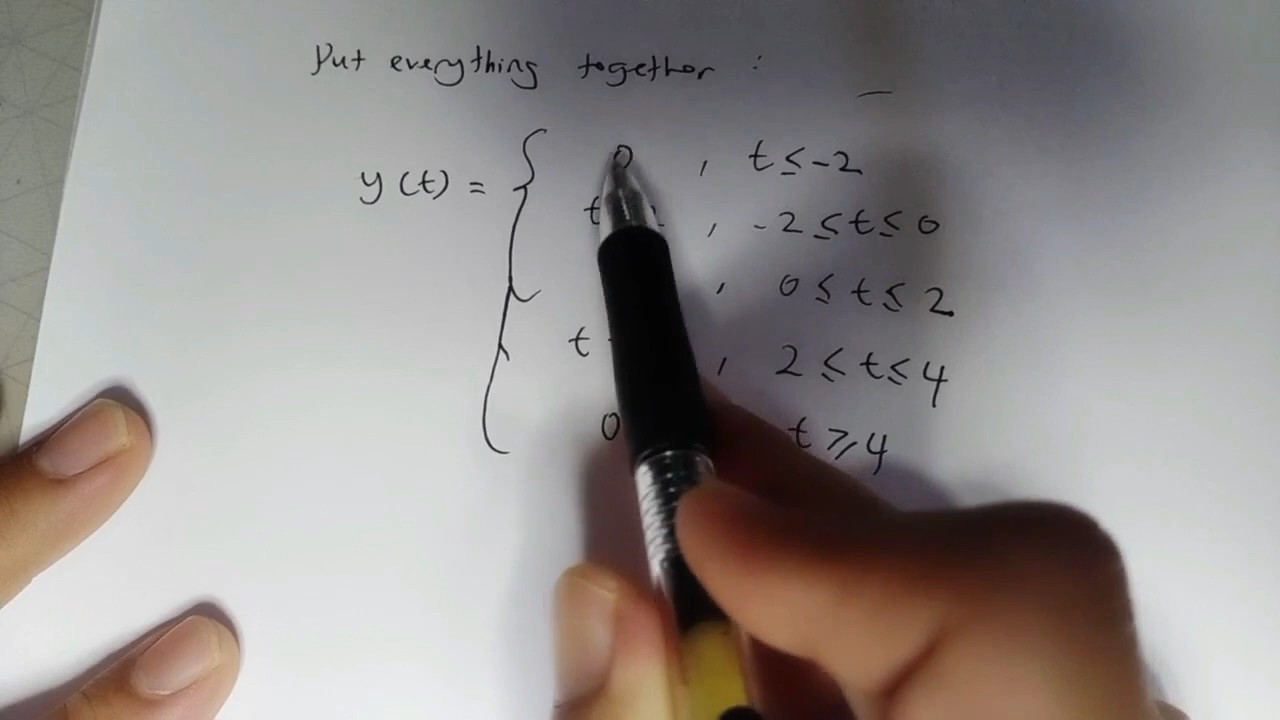 Put everything together :
y(t) = { 0 , t ≤ -2
t , -2 ≤ t ≤ 0
, 0 ≤ t ≤ 2
t , 2 ≤ t ≤ 4
0 t ≥ 4